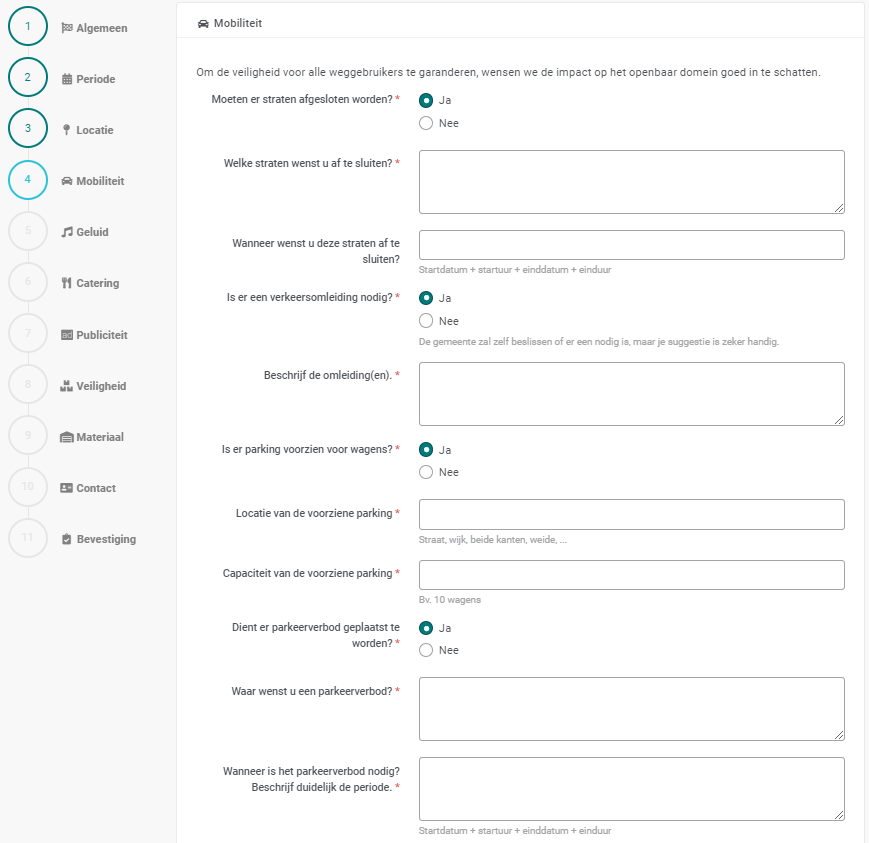 1 Algemeen
2 Periode
3 Locatie
4 Mobiliteit
5 Geluid
6 Catering
7 Publiciteit
8 Veiligheid
9 Materiaal
10 Contact
11 Bevestiging
Mobiliteit
Om de veiligheid voor alle weggebruikers te garanderen, wensen we de impact op het openbaar domein goed in te schatten.
Moeten er straten afgesloten worden? *
Ja
Nee
Welke straten wenst u af te sluiten? *
Wanneer wenst u deze straten af te
sluiten?
Startdatum + startuur + einddatum + einduur
Is er een verkeersomleiding nodig? *
Ja
Nee
De gemeente zal zelf beslissen of er een nodig is, maar je suggestie is zeker handig.
Beschrijf de omleiding(en). *
Is er parking voorzien voor wagens? *
Ja
Nee
Locatie van de voorziene parking *
Straat, wijk, beide kanten, weide, ...
Capaciteit van de voorziene parking *
Bv. 10 wagens
Dient er parkeerverbod geplaatst te
worden? *
Ja
Nee
Waar wenst u een parkeerverbod? *
Wanneer is het parkeerverbod nodig?
Beschrijf duidelijk de periode. *
Startdatum + startuur + einddatum + einduur